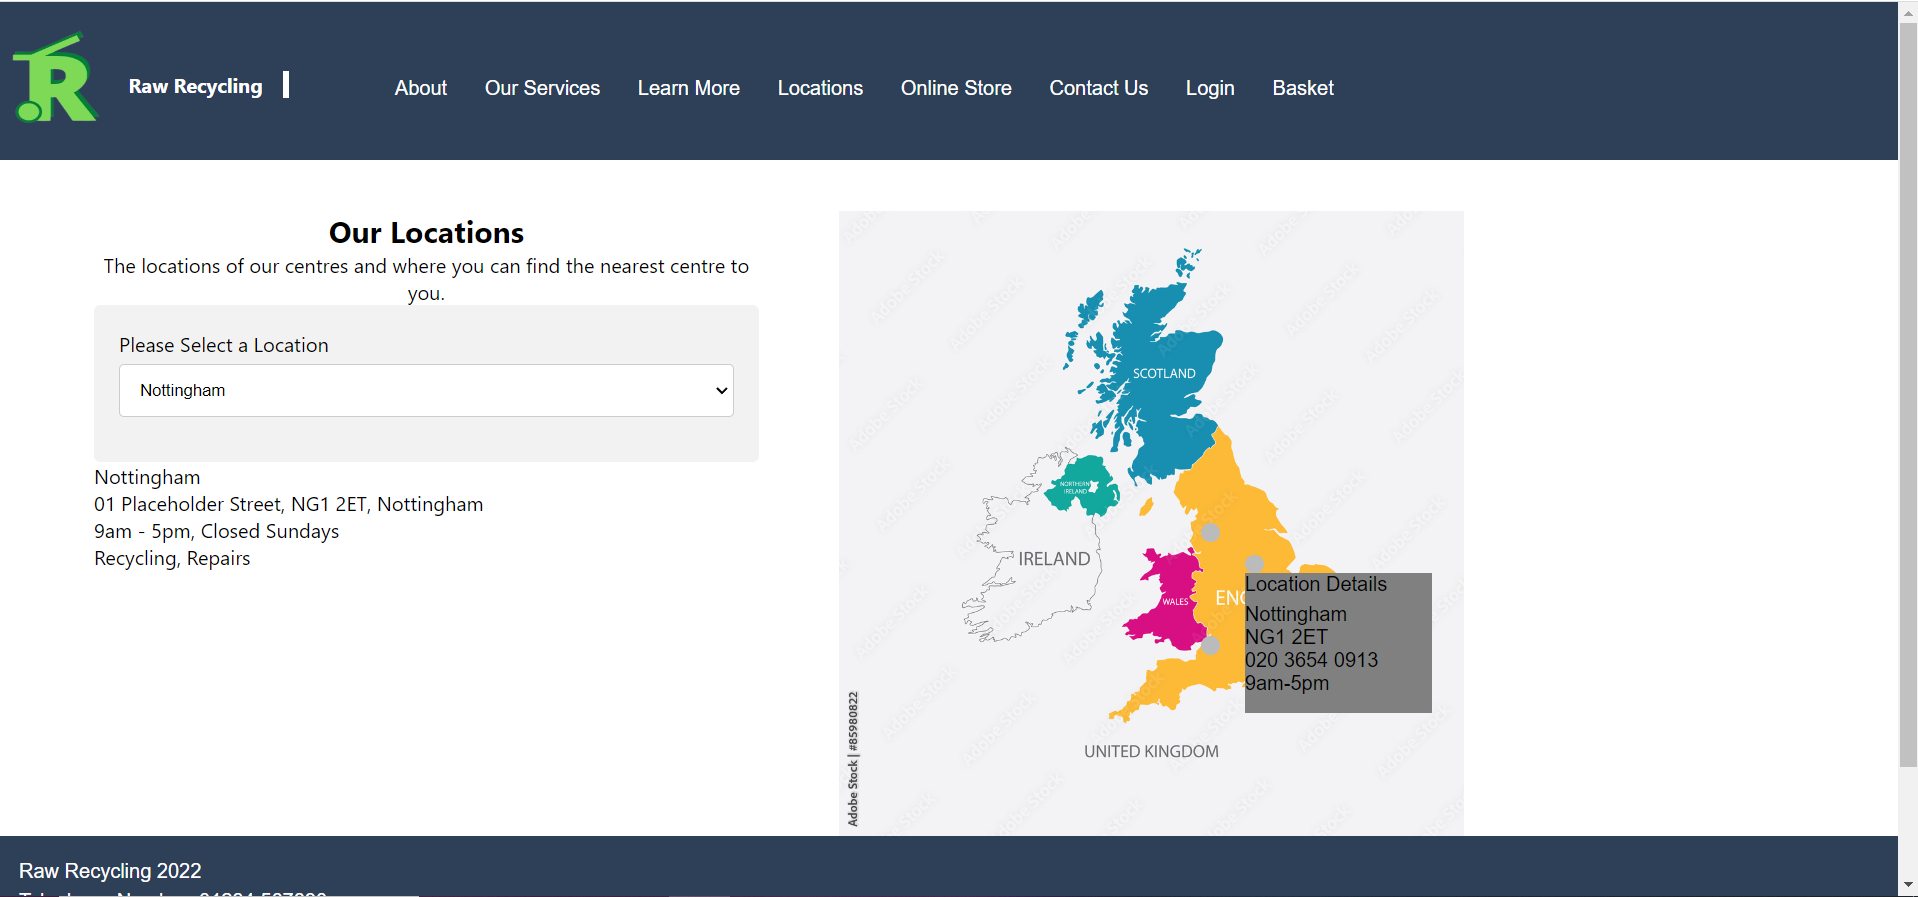 Raw Recycling
About
Our Services
Learn More
Locations
Online Store
Contact Us
Login
Basket
Our Locations
The locations of our centres and where you can find the nearest centre to
you.
Please Select a Location
Nottingham
Nottingham
01 Placeholder Street, NG1 2ET, Nottingham
9am - 5pm, Closed Sundays
Recycling, Repairs
SCOTLAND
NORTHERN
IRELAND
IRELAND
WALES
Location Details
Nottingham
NG1 2ET
020 3654 0913
9am-5pm
UNITED KINGDOM
Adobe Stock | #85980822
Adobe Stock
Raw Recycling 2022